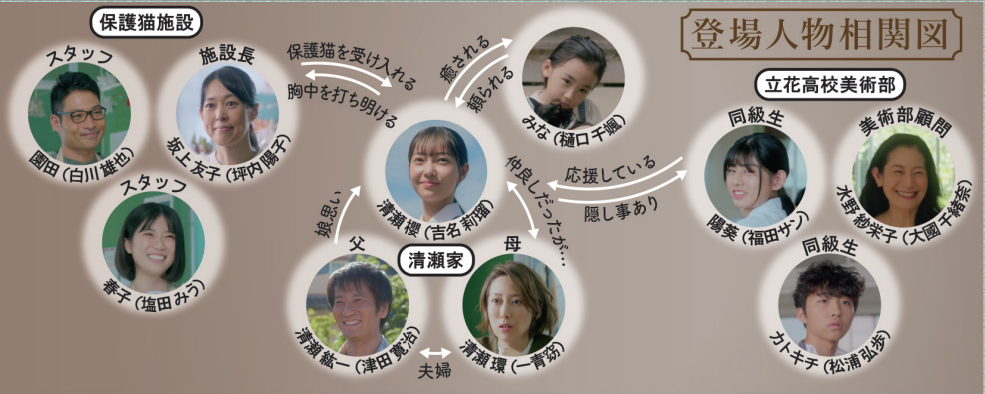 登場人物相関図
保護猫施設
スタッフ
園田(白川雄也)
施設長
坂上友子(坪内陽子)
スタッフ
春子(塩田みう)
保護猫を受け入れる
胸中を打ち明ける
癒される
頼られる
みな(樋口千颯)
清瀬櫻(吉名莉瑠)
娘思い
仲良しだったが…
応援している
隠し事あり
清瀬家
父
清瀬紘一(津田寛治)
母
清瀬環(一青窈)
夫婦
立花高校美術部
同級生
陽葵(福田サン)
美術部顧問
水野紗栄子(大國千緒奈)
同級生
カトキチ(松浦弘歩)